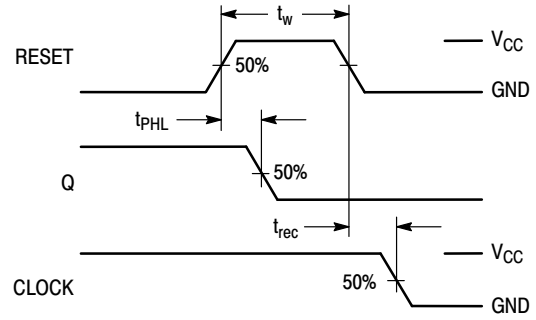 t_w
RESET
50%
V_CC
GND
t_PHL
Q
50%
t_rec
V_CC
CLOCK
50%
GND